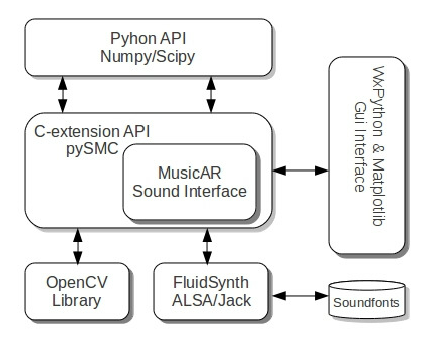 Pyhon API
Numpy/Scipy
C-extension API
pySMC
MusicAR
Sound Interface
WxPython & Matplotlib
Gui Interface
OpenCV
Library
FluidSynth
ALSA/Jack
Soundfonts